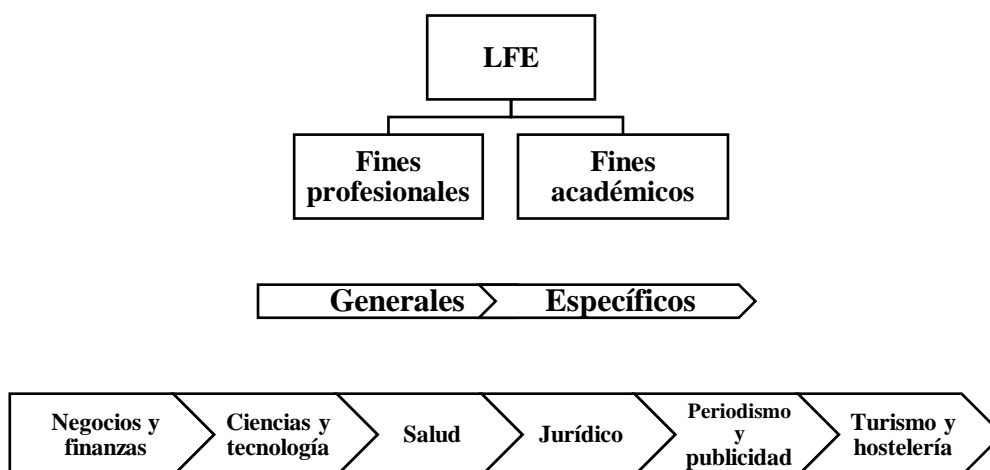 LFE
Fines
profesionales
Fines
académicos
Generales
Específicos
Negocios y
finanzas
Ciencias y
tecnología
Salud
Jurídico
Periodismo
y
publicidad
Turismo y
hostelería